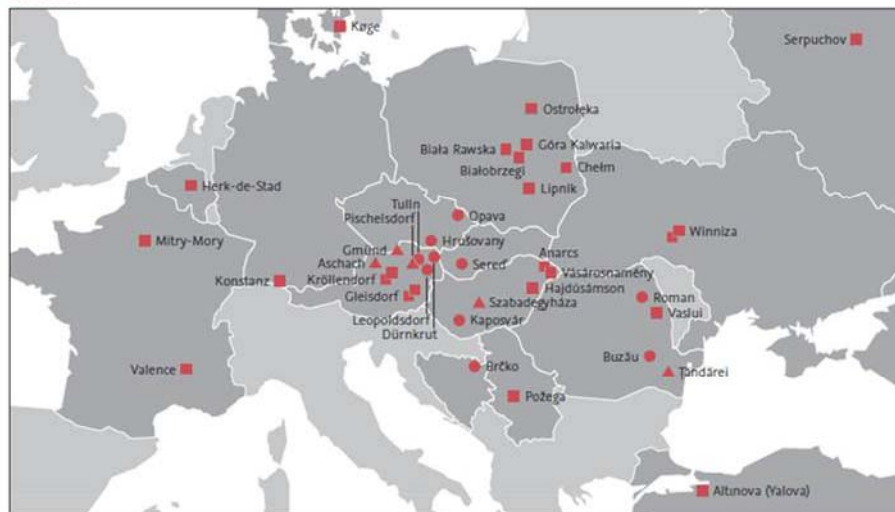 Køge
Serpuchov
Ostrołęka
Biała Rawska
Góra Kalwaria
Białobrzegi
Chełm
Lipnik
Herk-de-Stad
Tulln
Pischelsdorf
Opava
Mitry-Mory
Gmünd
Hrušovany
Winniza
Aschach
Sereď
Anarcs
Vásárosnamény
Konstanz
Kröllendorf
Hajdúsámson
Gleisdorf
Szabadegyháza
Roman
Vaslui
Leopoldsdorf
Kaposvár
Dürnkrut
Buzău
Valence
Brčko
Ţăndărei
Požega
Altınova (Yalova)